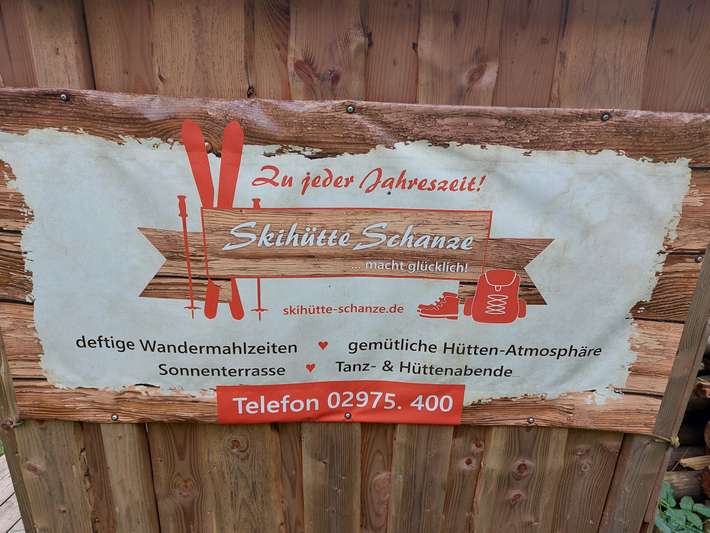 Zu jeder Jahreszeit!
Skihütte Schanze
... macht glücklich!
skihütte-schanze.de
deftige Wandermahlzeiten ♥ gemütliche Hütten-Atmosphäre
Sonnenterrasse ♥ Tanz- & Hüttenabende
Telefon 02975. 400